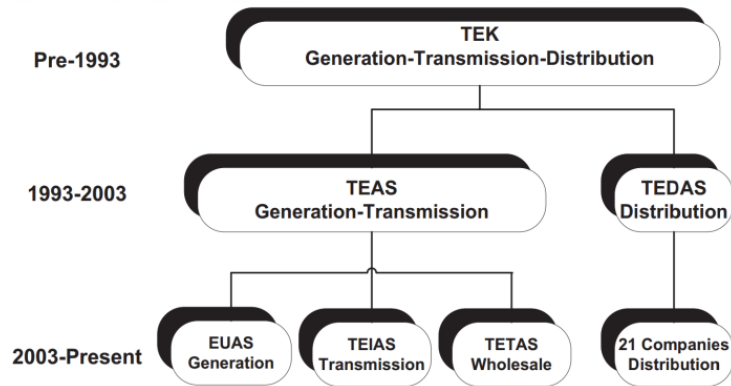 TEK
Pre-1993
Generation-Transmission-Distribution
TEAS
TEDAS
1993-2003
Generation-Transmission
Distribution
EUAS
TEIAS
TETAS
21 Companies
2003-Present
Generation
Transmission
Wholesale
Distribution